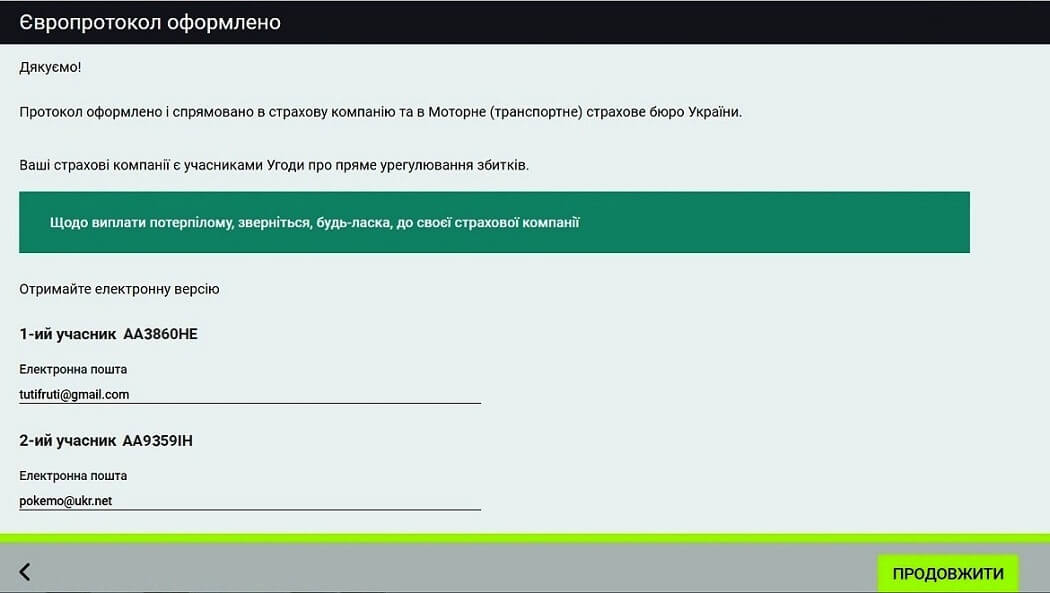 Європротокол оформлено
Дякуємо!
Протокол оформлено і спрямовано в страхову компанію та в Моторне (транспортне) страхове бюро України.
Ваші страхові компанії є учасниками Угоди про пряме урегулювання збитків.
Щодо виплати потерпілому, зверніться, будь-ласка, до своєї страхової компанії
Отримайте електронну версію
1-ий учасник АА3860НЕ
Електронна пошта
tutifruti@gmail.com
2-ий учасник АА9359ІН
Електронна пошта
pokemo@ukr.net
ПРОДОВЖИТИ